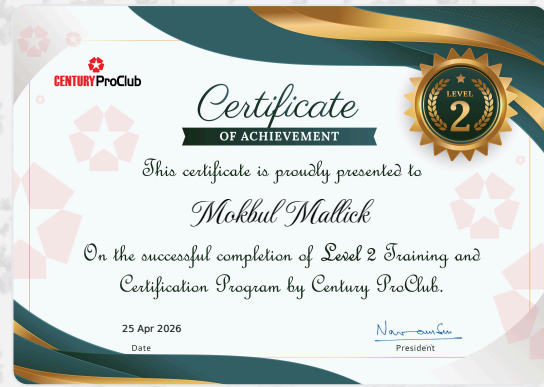 CENTURY ProClub
Certificate
OF ACHIEVEMENT
LEVEL
2
This certificate is proudly presented to
Mokbul Mallick
On the successful completion of Level 2 Training and
Certification Program by Century ProClub.
25 Apr 2026
Date
President